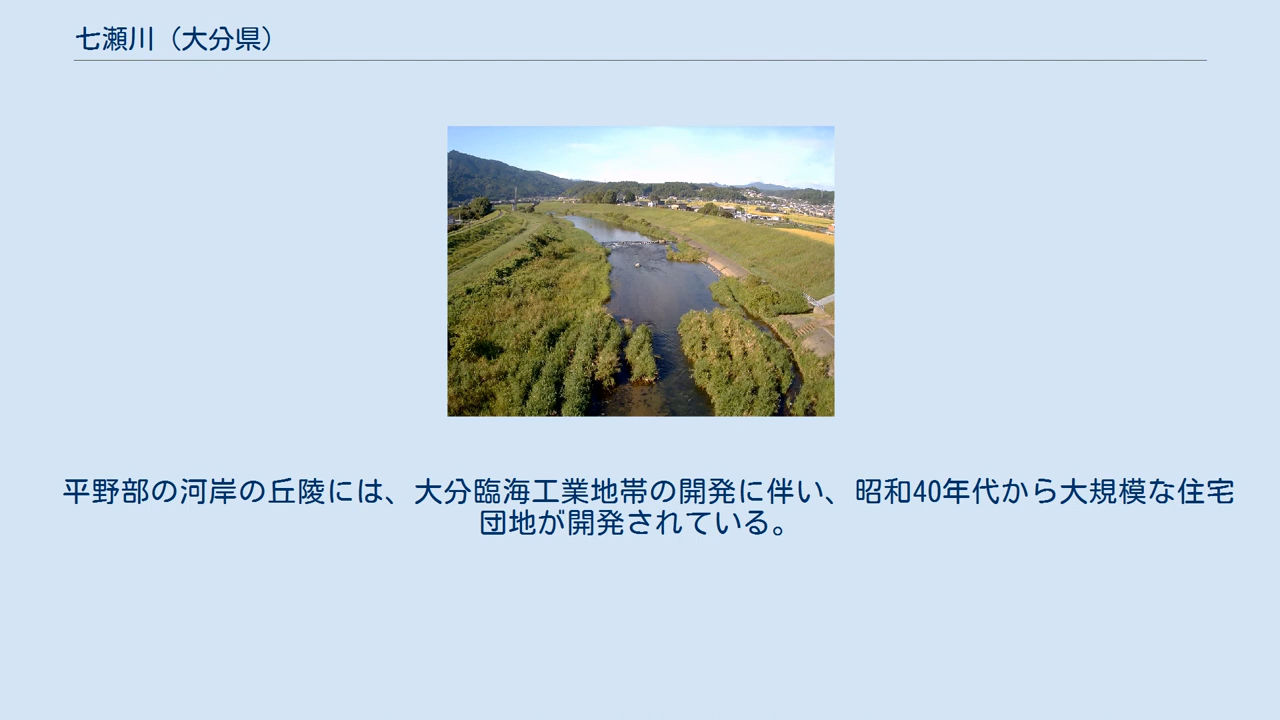 七瀬川（大分県）
平野部の河岸の丘陵には、大分臨海工業地帯の開発に伴い、昭和40年代から大規模な住宅
団地が開発されている。